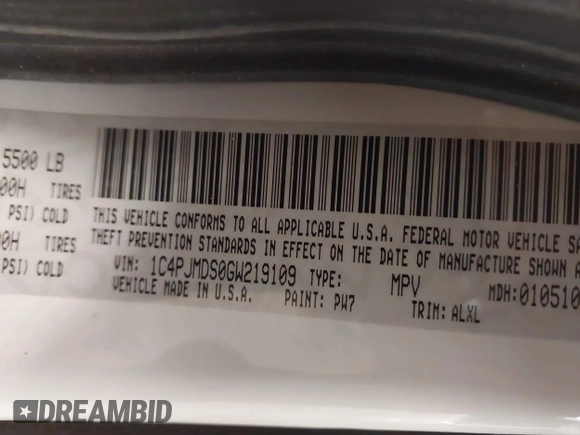 5500 LB
00H TIRES
PSI) COLD
00H TIRES
PSI) COLD
THIS VEHICLE CONFORMS TO ALL APPLICABLE U.S.A. FEDERAL MOTOR VEHICLE SA
THEFT PREVENTION STANDARDS IN EFFECT ON THE DATE OF MANUFACTURE SHOWN A
VIN: 1C4PJMDS0GW219109 TYPE: MPV MDH:010510
VEHICLE MADE IN U.S.A. PAINT: PW7 TRIM: ALXL
DREAMBID